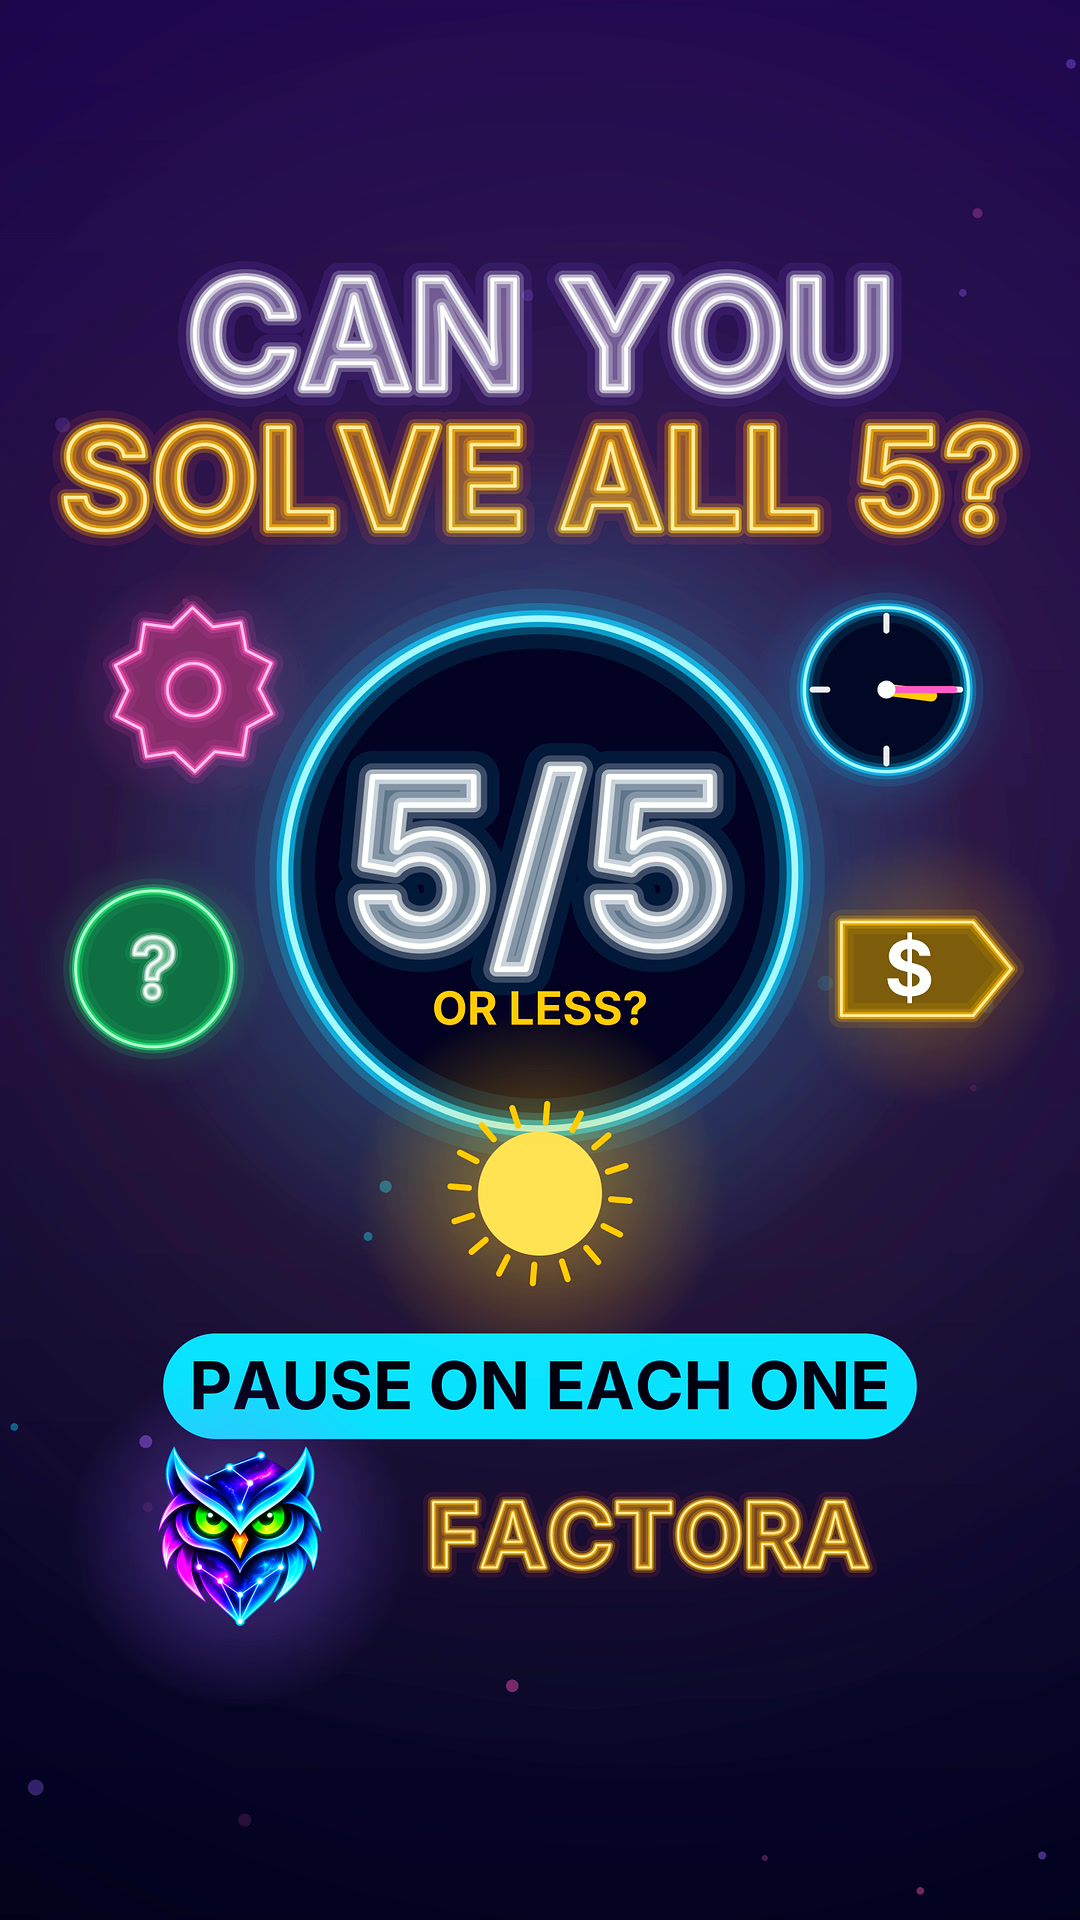 CAN YOU
SOLVE ALL 5?
5/5
OR LESS?
?
$
PAUSE ON EACH ONE
FACTORA